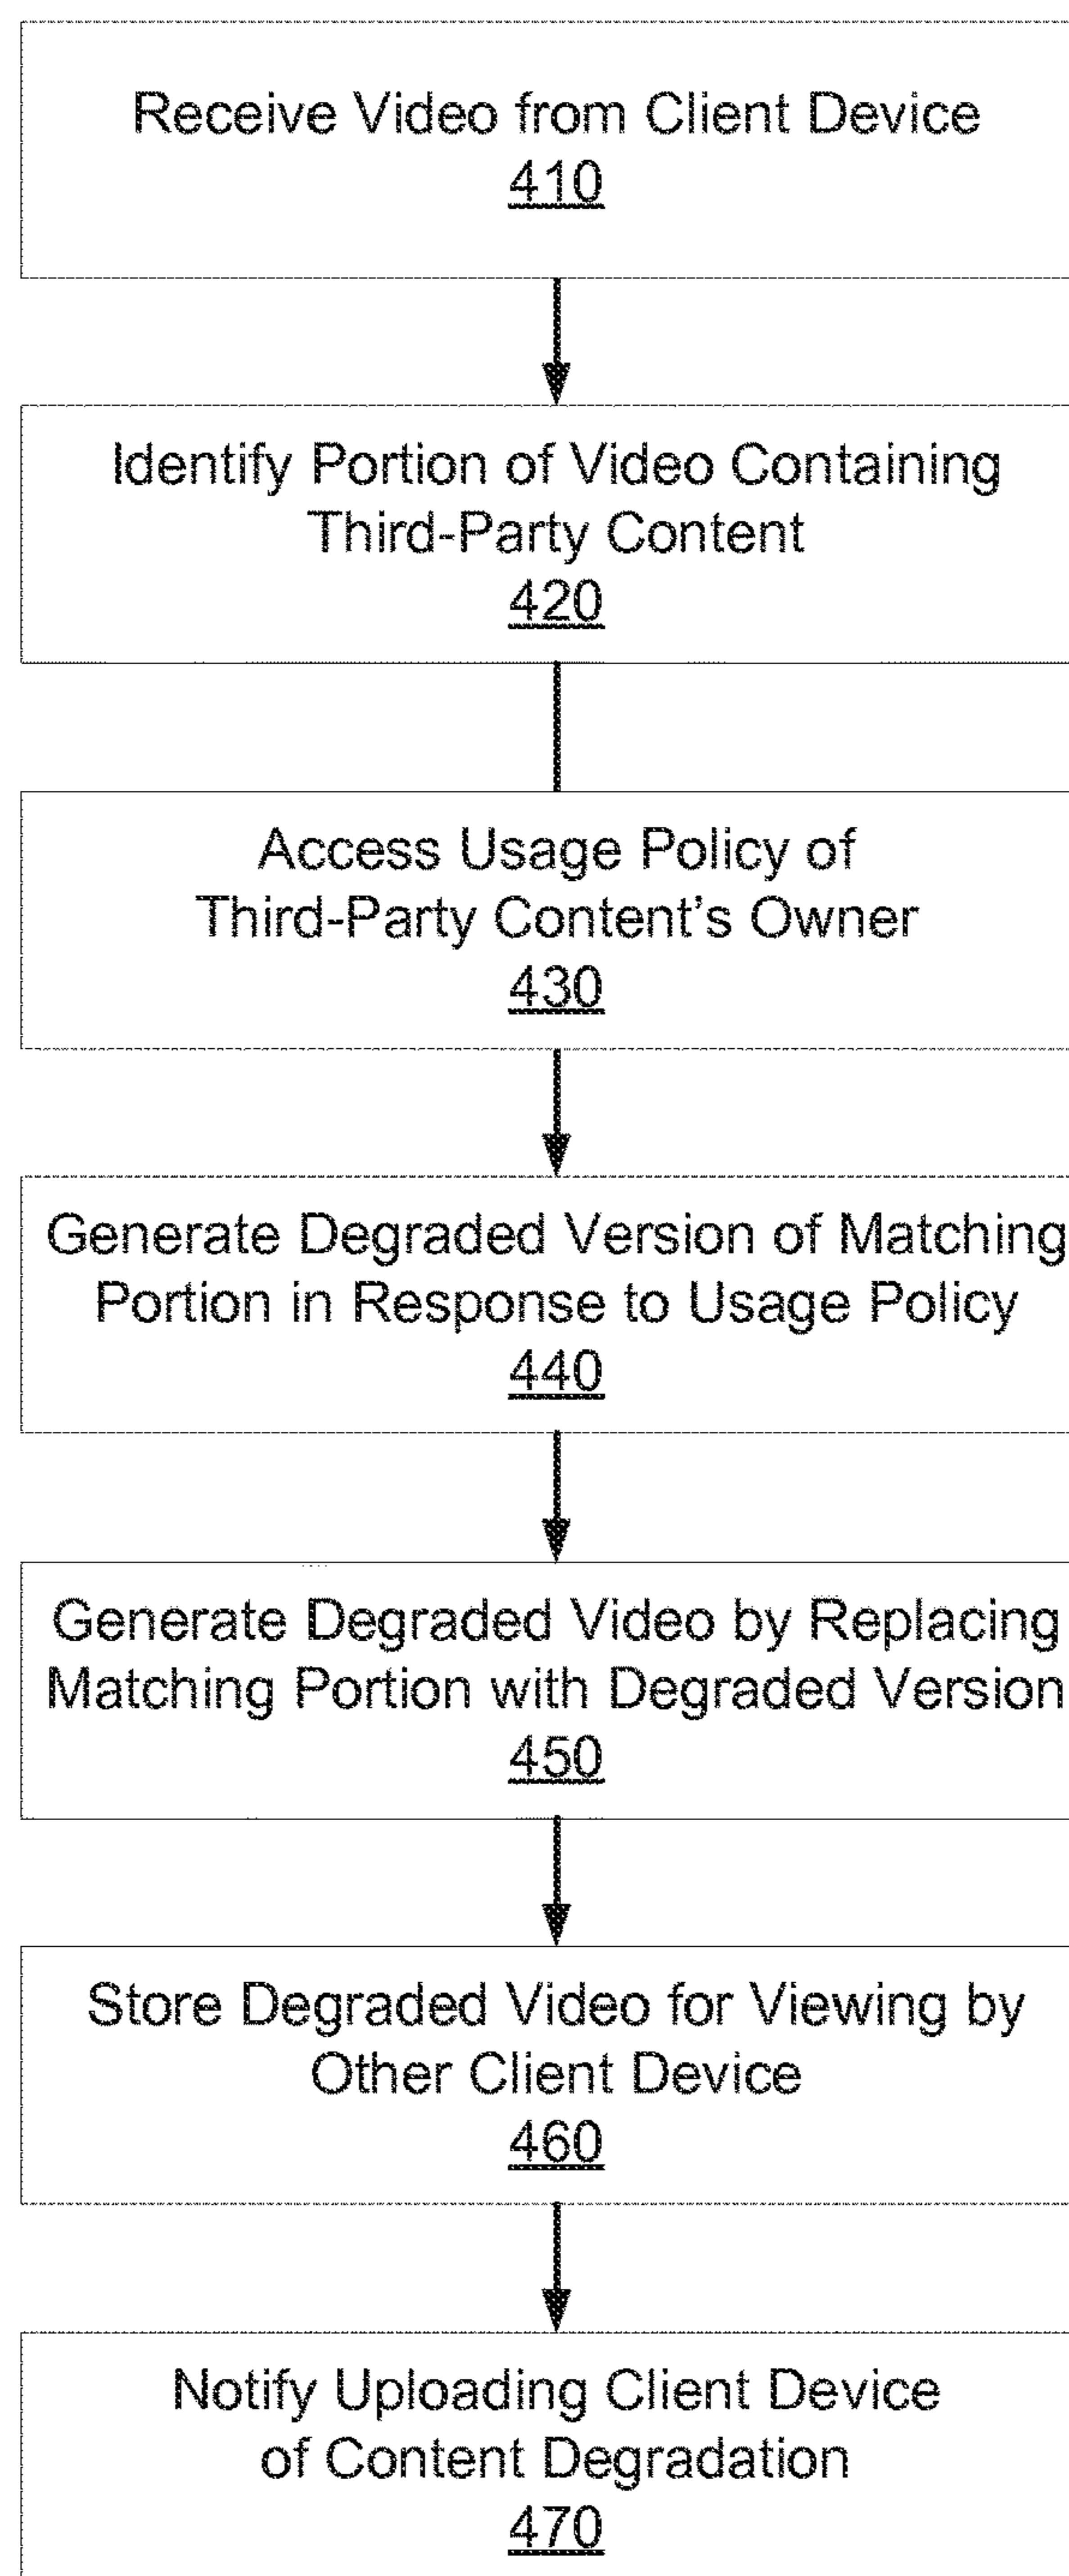 Receive Video from Client Device
410
Identify Portion of Video Containing
Third-Party Content
420
Access Usage Policy of
Third-Party Content's Owner
430
Generate Degraded Version of Matching
Portion in Response to Usage Policy
440
Generate Degraded Video by Replacing
Matching Portion with Degraded Version
450
Store Degraded Video for Viewing by
Other Client Device
460
Notify Uploading Client Device
of Content Degradation
470